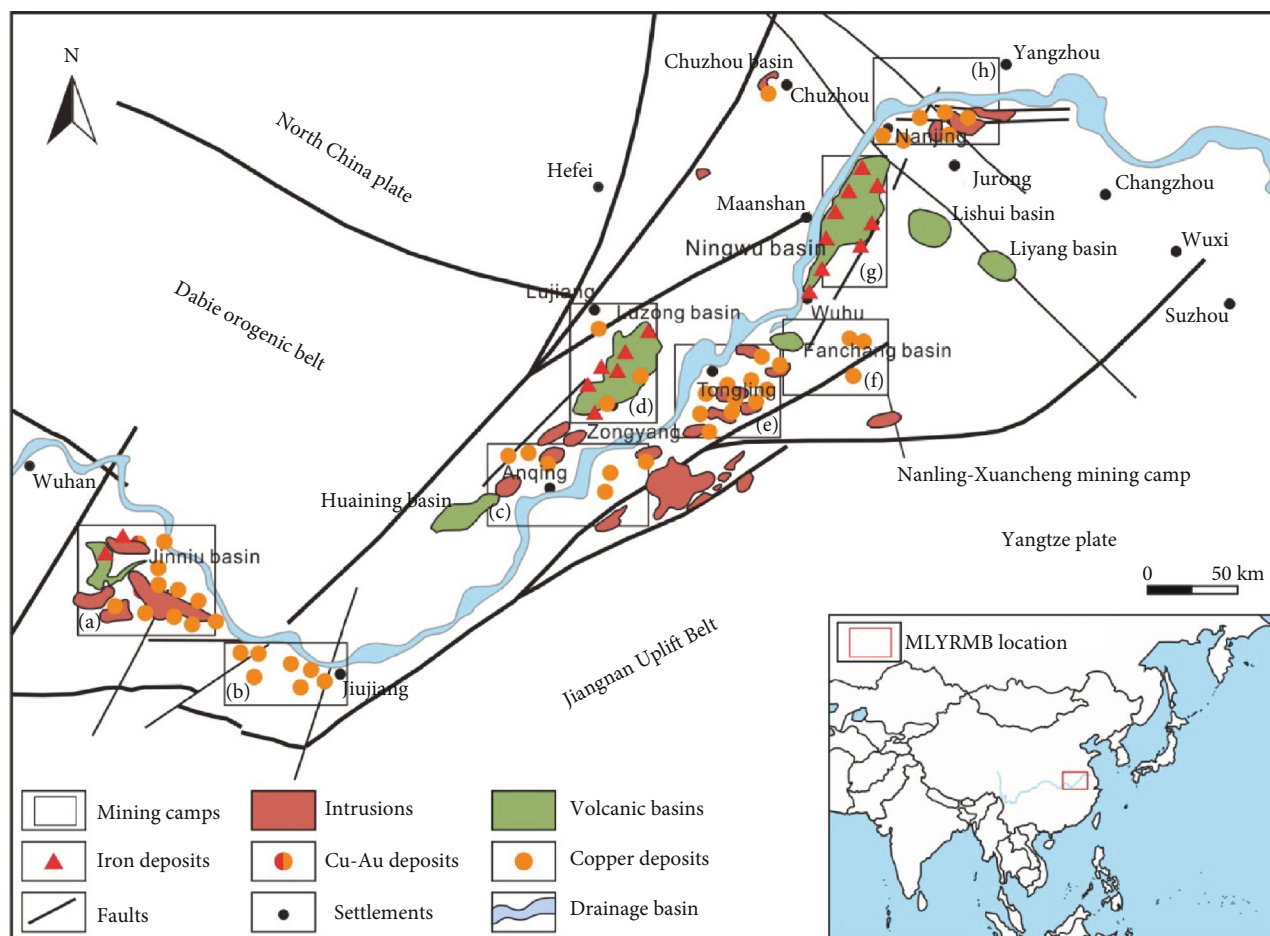 N
Chuzhou basin
Chuzhou
(h)
Yangzhou
North China plate
Hefei
Nanjing
Jurong
Changzhou
Maanshan
Lishui basin
Ningwu basin
Liyang basin
Wuxi
(g)
Dabie orogenic belt
Lujiang
Luzong basin
Wuhu
Suzhou
Fanchang basin
(f)
Tongling
(d)
(e)
Zongyang
Wuhan
Anqing
Nanling-Xuancheng mining camp
Huaining basin
(c)
Yangtze plate
Jinniu basin
0 50 km
(a)
Jiangnan Uplift Belt
(b)
Jiujiang
MLYRMB location
Mining camps
Intrusions
Volcanic basins
Iron deposits
Cu-Au deposits
Copper deposits
Faults
Settlements
Drainage basin